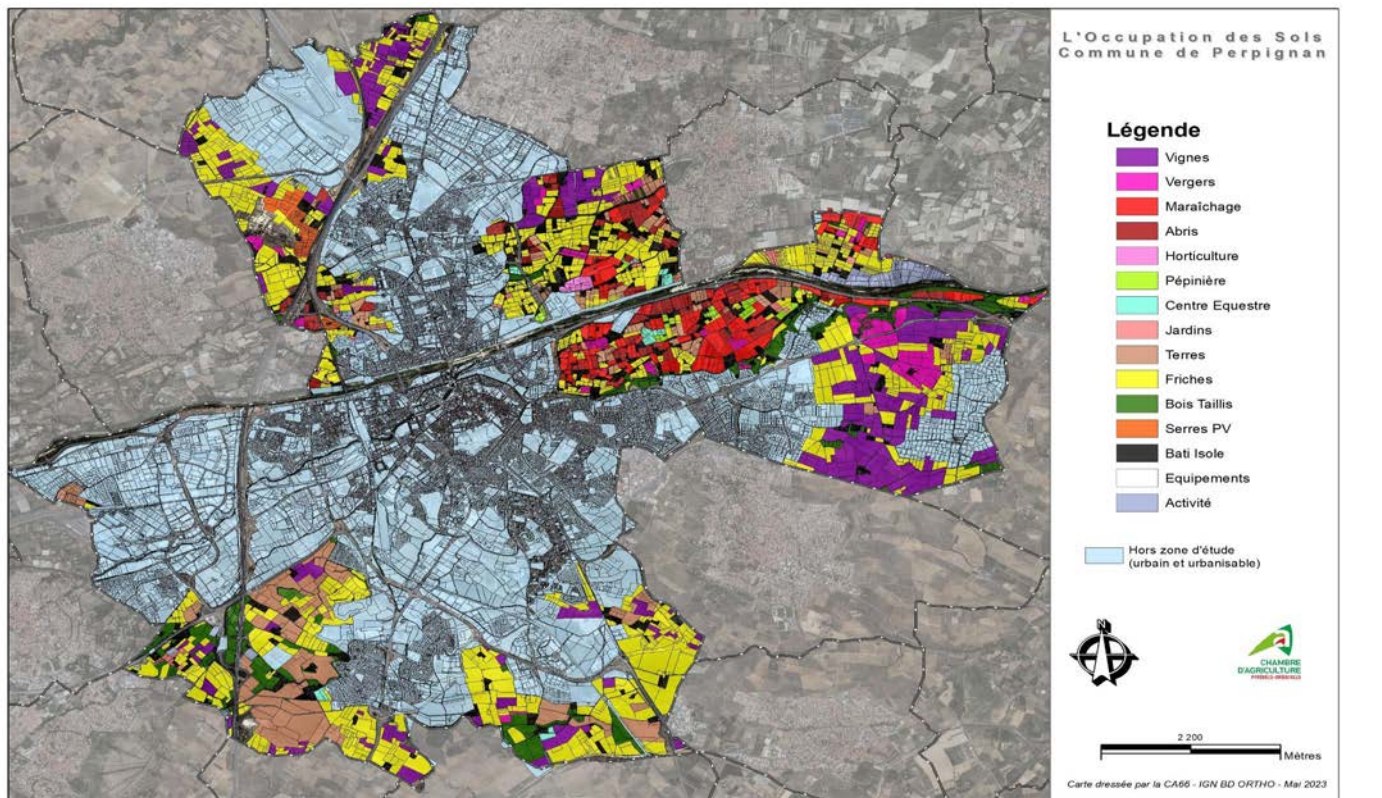 L'Occupation des Sols
Commune de Perpignan
Légende
Vignes
Vergers
Maraîchage
Abris
Horticulture
Pépinière
Centre Equestre
Jardins
Terres
Friches
Bois Taillis
Serres PV
Bati Isole
Equipements
Activité
Hors zone d'étude
(urbain et urbanisable)
N
CHAMBRE
D'AGRICULTURE
PYRÉNÉES-ORIENTALES
2 200
Mètres
Carte dressée par la CA66 - IGN BD ORTHO - Mai 2023